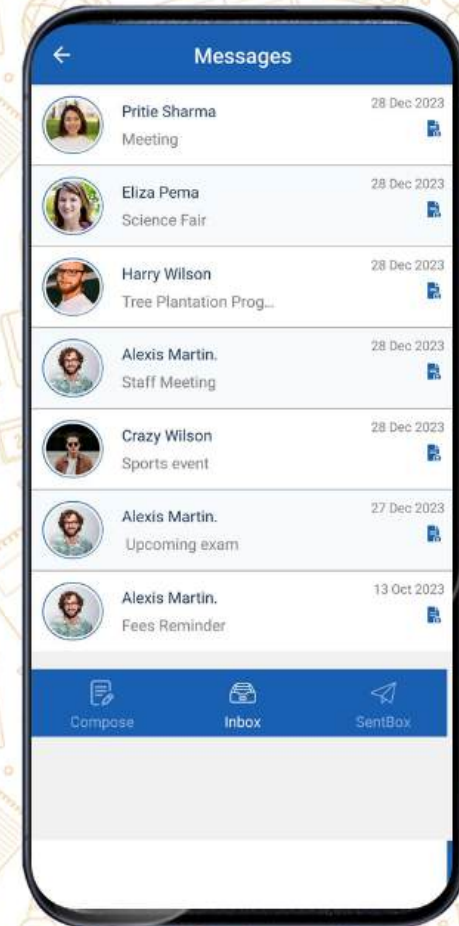 Messages
Pritie Sharma
28 Dec 2023
Meeting
Eliza Pema
28 Dec 2023
Science Fair
Harry Wilson
28 Dec 2023
Tree Plantation Prog...
Alexis Martin.
28 Dec 2023
Staff Meeting
Crazy Wilson
28 Dec 2023
Sports event
Alexis Martin.
27 Dec 2023
Upcoming exam
Alexis Martin.
13 Oct 2023
Fees Reminder
Compose
Inbox
SentBox